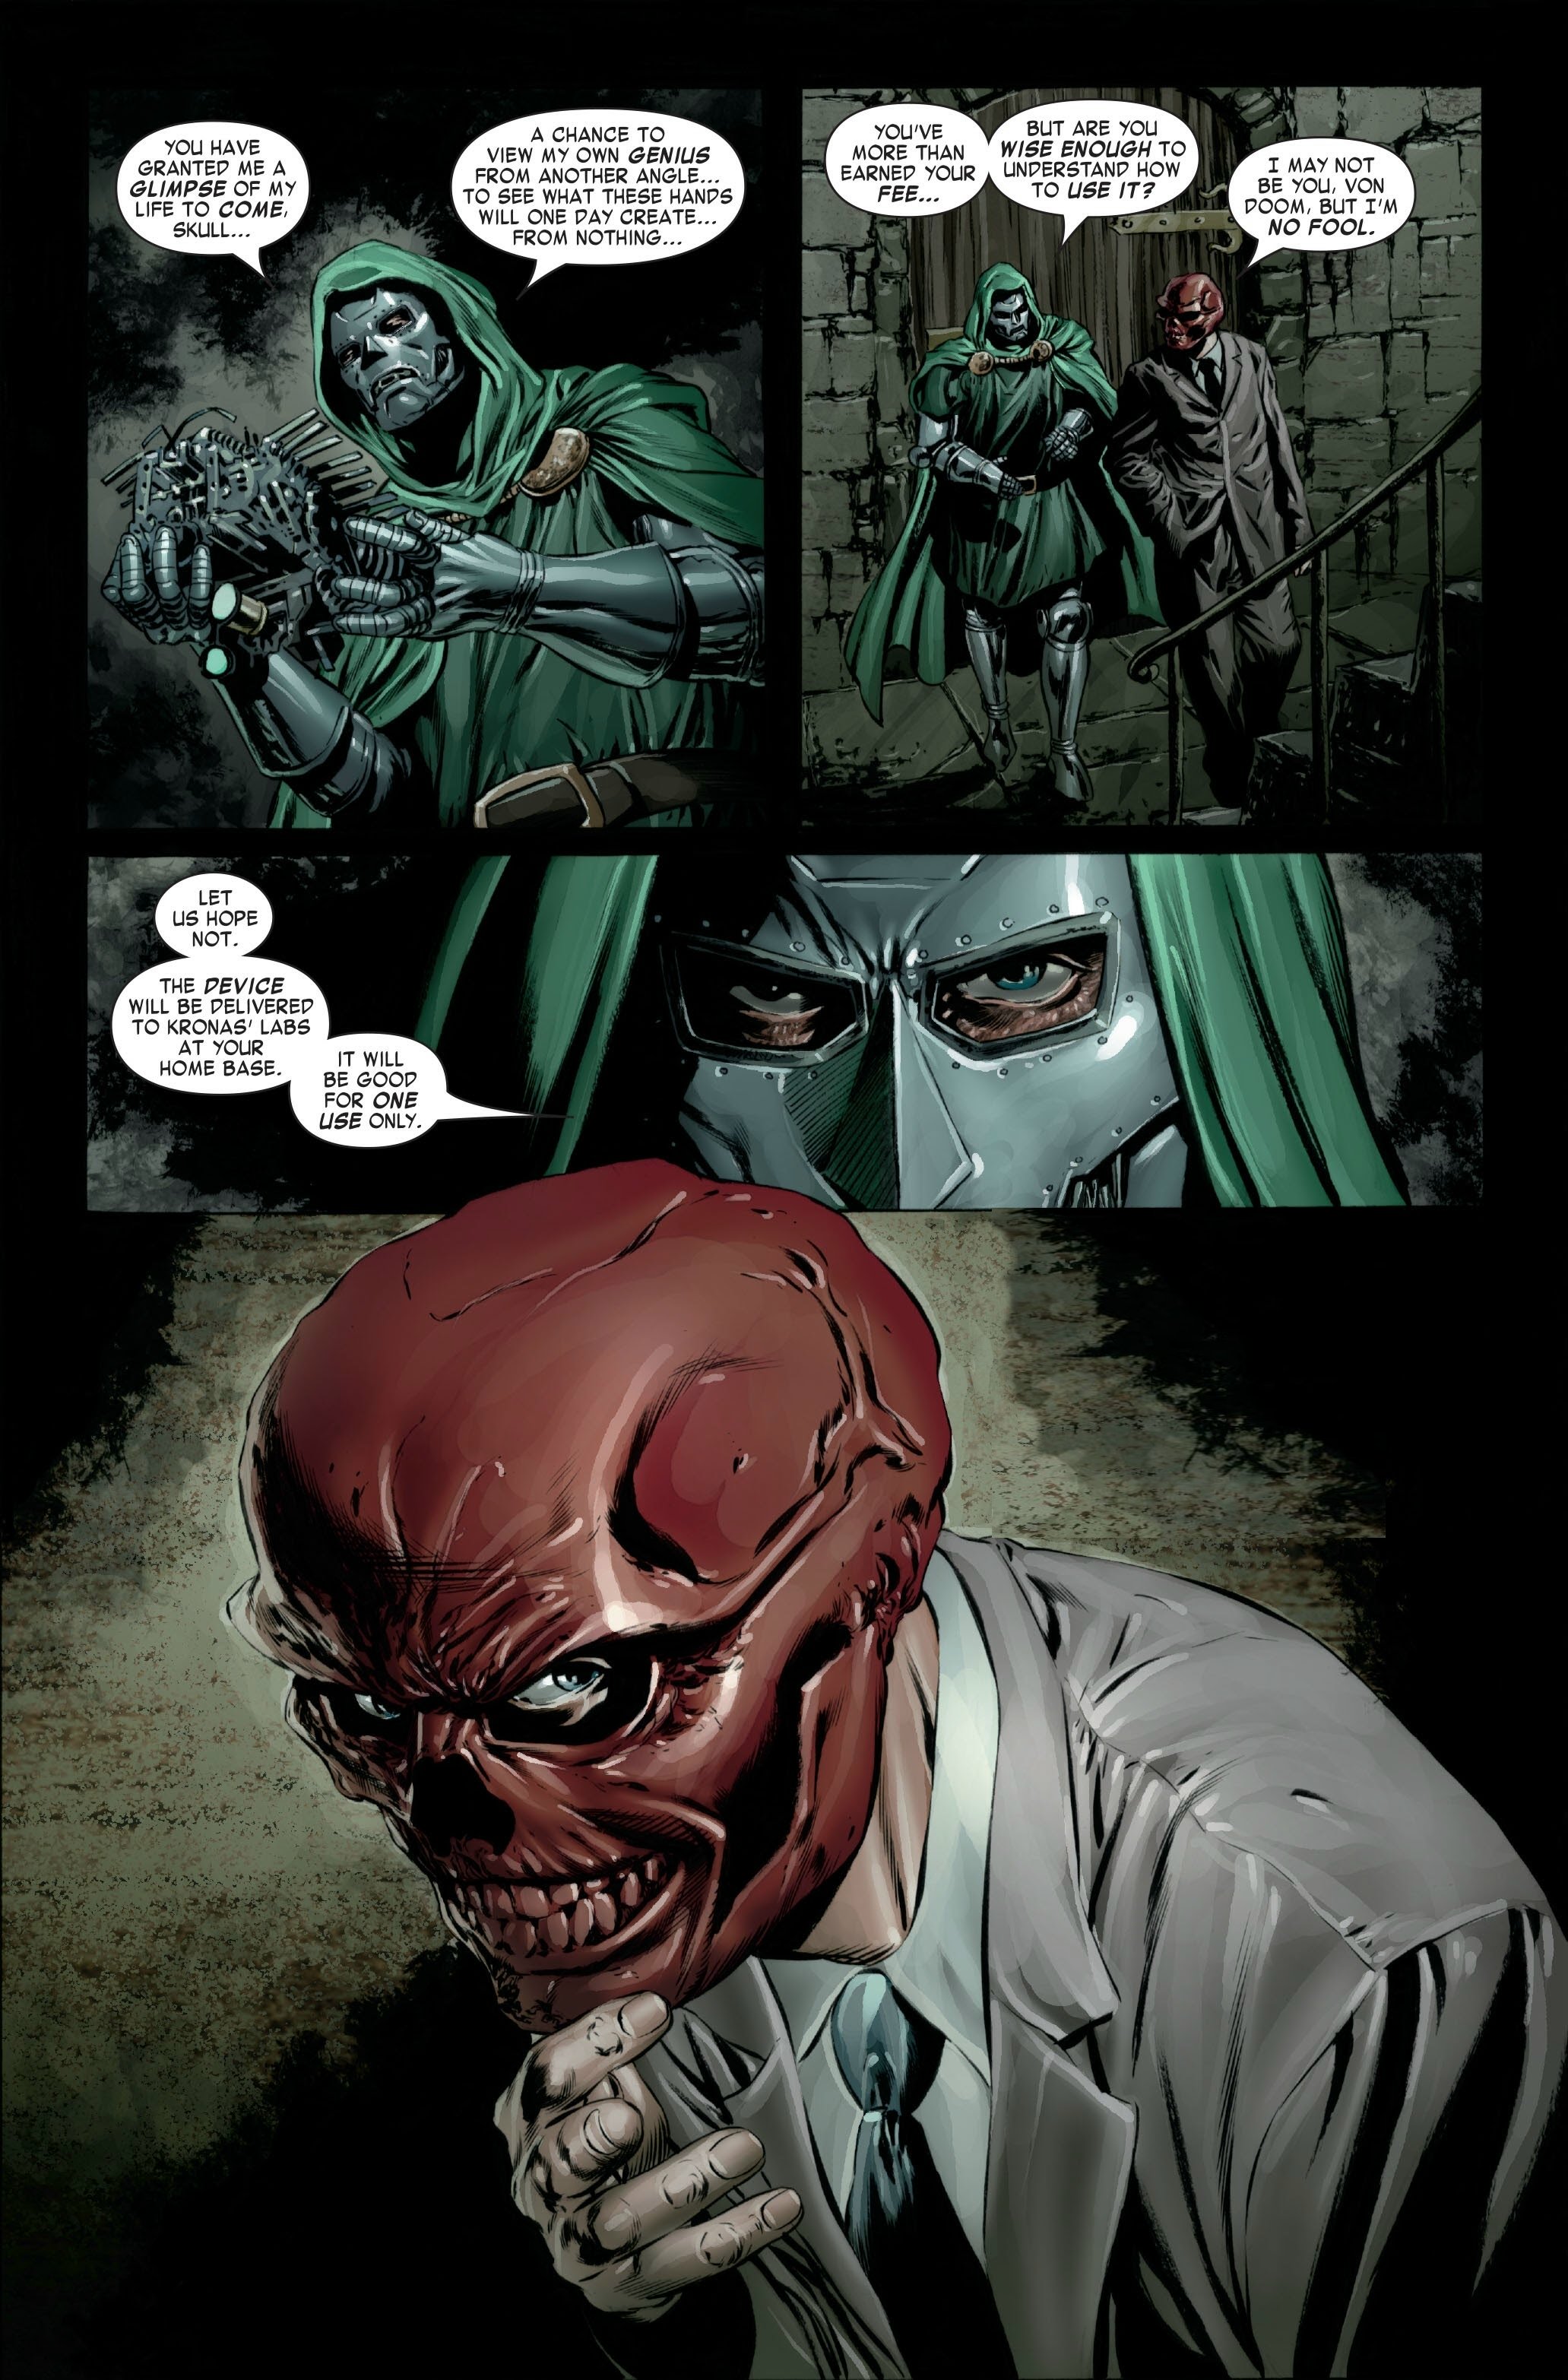 YOU HAVE
GRANTED ME A
GLIMPSE OF MY
LIFE TO COME,
SKULL...
A CHANCE TO
VIEW MY OWN GENIUS
FROM ANOTHER ANGLE...
TO SEE WHAT THESE HANDS
WILL ONE DAY CREATE...
FROM NOTHING...
YOU'VE
MORE THAN
EARNED YOUR
FEE...
BUT ARE YOU
WISE ENOUGH TO
UNDERSTAND HOW
TO USE IT?
I MAY NOT
BE YOU, VON
DOOM, BUT I'M
NO FOOL.
LET
US HOPE
NOT.
THE DEVICE
WILL BE DELIVERED
TO KRONAS' LABS
AT YOUR
HOME BASE.
IT WILL
BE GOOD
FOR ONE
USE ONLY.